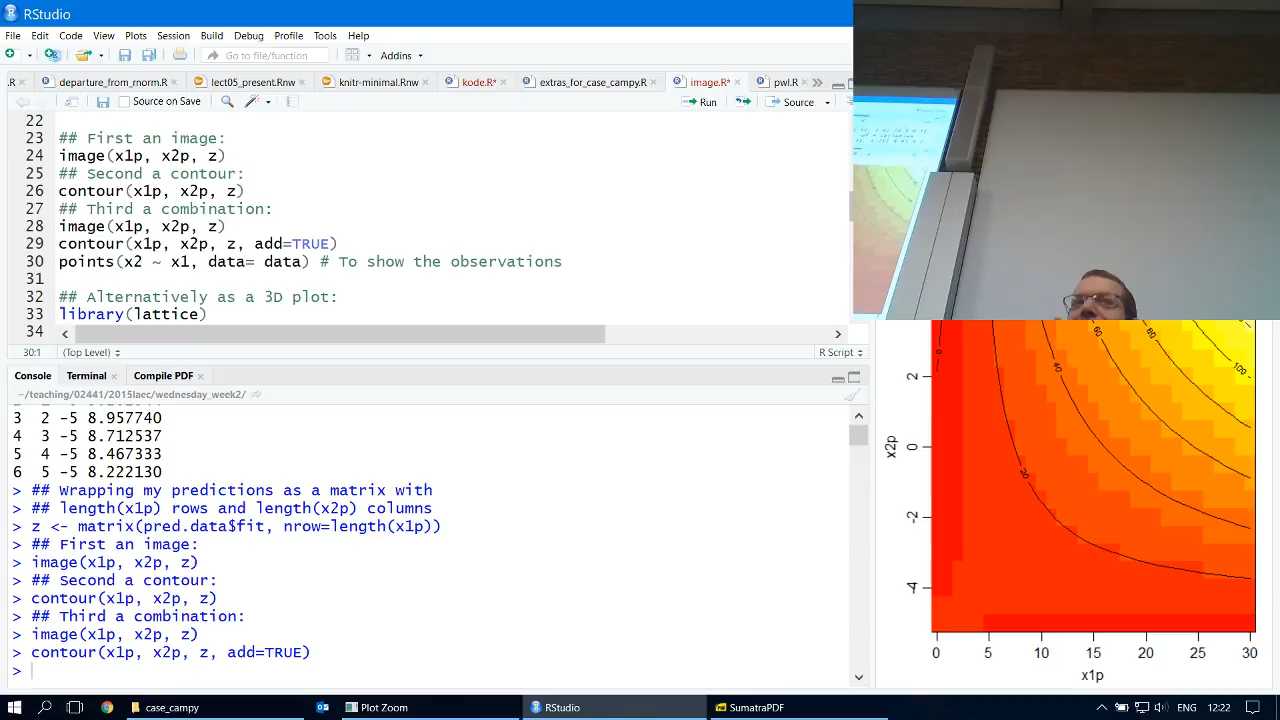 RStudio
File Edit Code View Plots Session Build Debug Profile Tools Help
Go to file/function Addins
R departure_from_rnorm.R lect05_present.Rnw knitr-minimal.Rnw kode.R* extras_for_case_campy.R image.R* pwl.R
Source on Save Run Source
22
23 ## First an image:
24 image(x1p, x2p, z)
25 ## Second a contour:
26 contour(x1p, x2p, z)
27 ## Third a combination:
28 image(x1p, x2p, z)
29 contour(x1p, x2p, z, add=TRUE)
30 points(x2 ~ x1, data= data) # To show the observations
31
32 ## Alternatively as a 3D plot:
33 library(lattice)
34
30:1 (Top Level) R Script
Console Terminal Compile PDF
~/teaching/02441/2015laec/wednesday_week2/
3 2 -5 8.957740
4 3 -5 8.712537
5 4 -5 8.467333
6 5 -5 8.222130
> ## Wrapping my predictions as a matrix with
> ## length(x1p) rows and length(x2p) columns
> z <- matrix(pred.data$fit, nrow=length(x1p))
> ## First an image:
> image(x1p, x2p, z)
> ## Second a contour:
> contour(x1p, x2p, z)
> ## Third a combination:
> image(x1p, x2p, z)
> contour(x1p, x2p, z, add=TRUE)
>
0 20 40 60 80 100
2
0
-2
-4
x2p
0 5 10 15 20 25 30
x1p
case_campy Plot Zoom RStudio SumatraPDF ENG 12:22